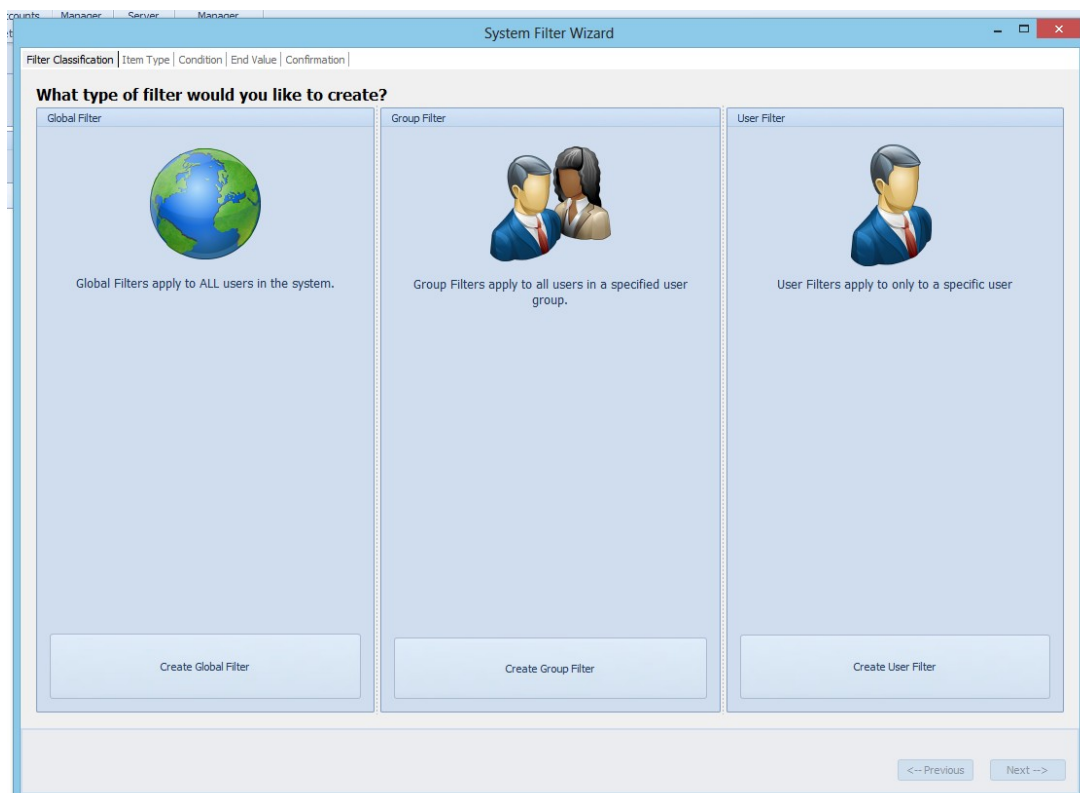 Manager Server Manager
System Filter Wizard
Filter Classification Item Type Condition End Value Confirmation
What type of filter would you like to create?
Global Filter
Global Filters apply to ALL users in the system.
Create Global Filter
Group Filter
Group Filters apply to all users in a specified user
group.
Create Group Filter
User Filter
User Filters apply to only to a specific user
Create User Filter
<-- Previous Next -->